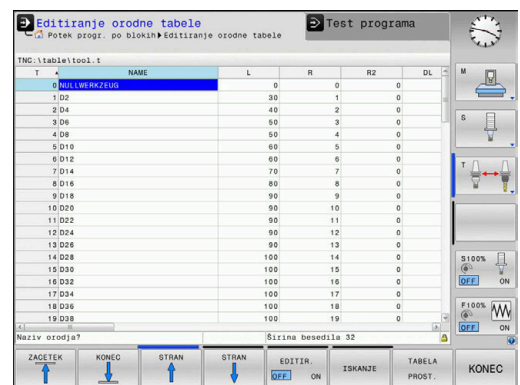 Editiranje orodne tabele
Test programa
Potek progr. po blokih Editiranje orodne tabele
TNC:\table\tool.t
T NAME L R R2 DL
0 NULLWERKZEUG 0 0 0
1 D2 30 1 0
2 D4 40 2 0
3 D6 50 3 0
4 D8 50 4 0
5 D10 60 5 0
6 D12 60 6 0
7 D14 70 7 0
8 D16 80 8 0
9 D18 90 9 0
10 D20 90 10 0
11 D22 90 11 0
12 D24 90 12 0
13 D26 90 13 0
14 D28 100 14 0
15 D30 100 15 0
16 D32 100 16 0
17 D34 100 17 0
18 D36 100 18 0
19 D38 100 19 0
Naziv orodja? Širina besedila 32
M
S
T
S100%
OFF ON
F100%
OFF ON
ZACETEK
KONEC
STRAN
STRAN
EDITIR.
OFF ON
ISKANJE
TABELA
PROST.
KONEC